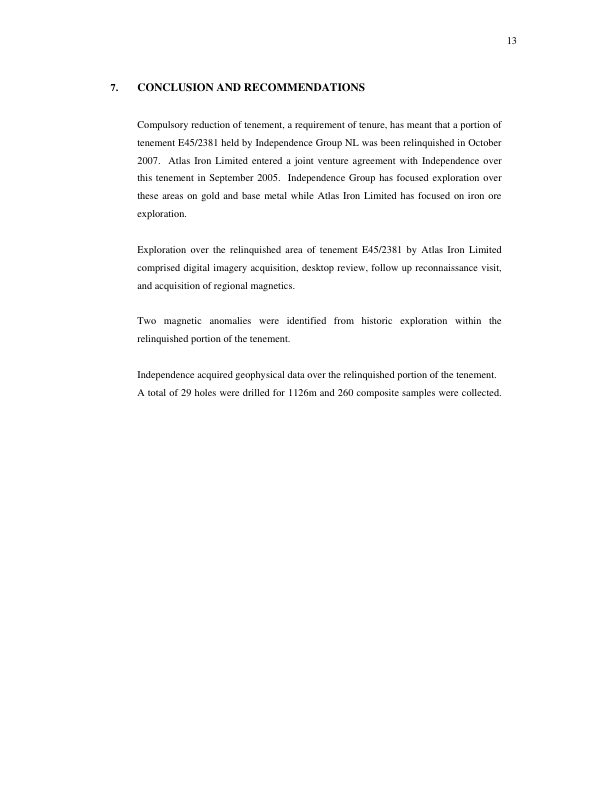 13
7. CONCLUSION AND RECOMMENDATIONS
Compulsory reduction of tenement, a requirement of tenure, has meant that a portion of
tenement E45/2381 held by Independence Group NL was been relinquished in October
2007. Atlas Iron Limited entered a joint venture agreement with Independence over
this tenement in September 2005. Independence Group has focused exploration over
these areas on gold and base metal while Atlas Iron Limited has focused on iron ore
exploration.
Exploration over the relinquished area of tenement E45/2381 by Atlas Iron Limited
comprised digital imagery acquisition, desktop review, follow up reconnaissance visit,
and acquisition of regional magnetics.
Two magnetic anomalies were identified from historic exploration within the
relinquished portion of the tenement.
Independence acquired geophysical data over the relinquished portion of the tenement.
A total of 29 holes were drilled for 1126m and 260 composite samples were collected.